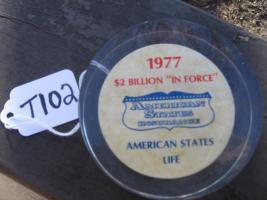 T102
1977
$2 BILLION "IN FORCE"
AMERICAN
STATES
INSURANCE
AMERICAN STATES
LIFE